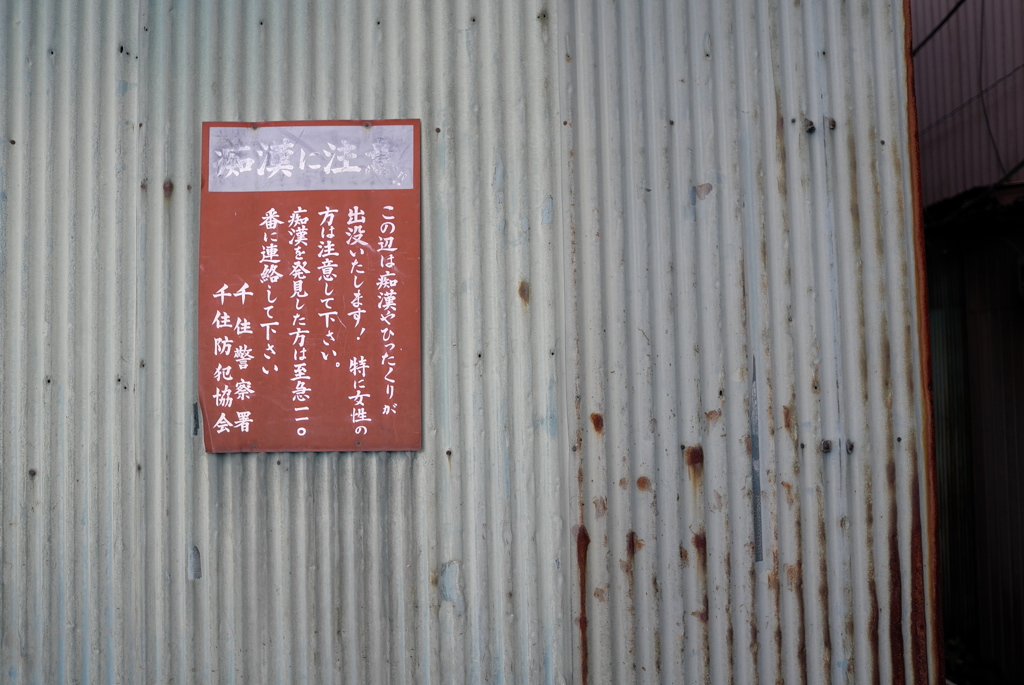 痴漢に注意!!
この辺は痴漢やひったくりが
出没いたします! 特に女性の
方は注意して下さい。
痴漢を発見した方は至急一一〇
番に連絡して下さい
千住警察署
千住防犯協会